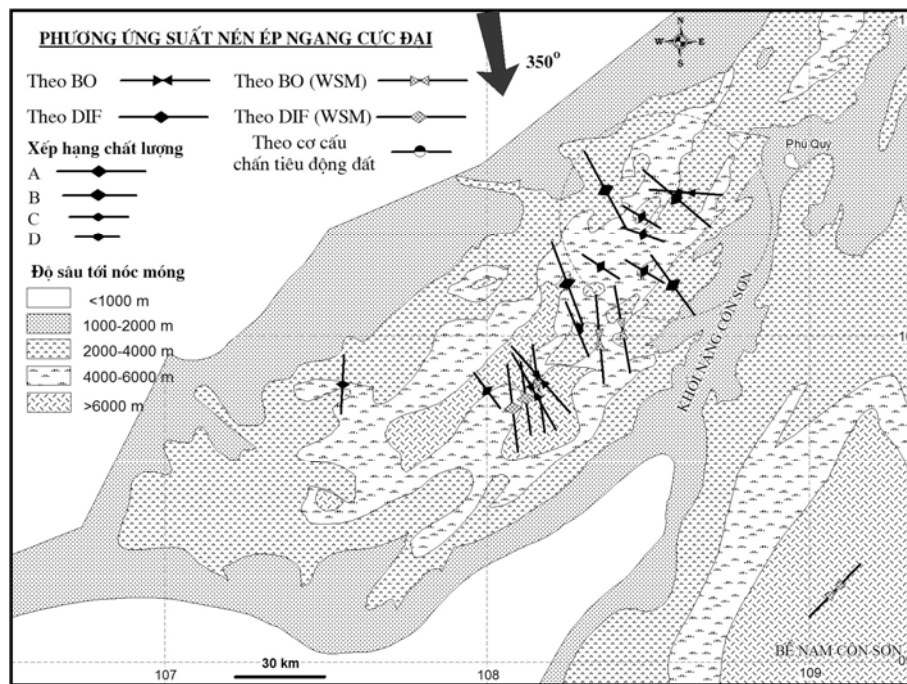 PHƯƠNG ỨNG SUẤT NÉN ÉP NGANG CỰC ĐẠI
350°
N
W E
S
Theo BO
Theo BO (WSM)
Theo DIF
Theo DIF (WSM)
Theo cơ cấu
chấn tiêu động đất
Xếp hạng chất lượng
A
B
C
D
Độ sâu tới nóc móng
<1000 m
1000-2000 m
2000-4000 m
4000-6000 m
>6000 m
Phú Quý
KHỐI NÂNG CÔN SƠN
BỂ NAM CÔN SƠN
30 km
107
108
109